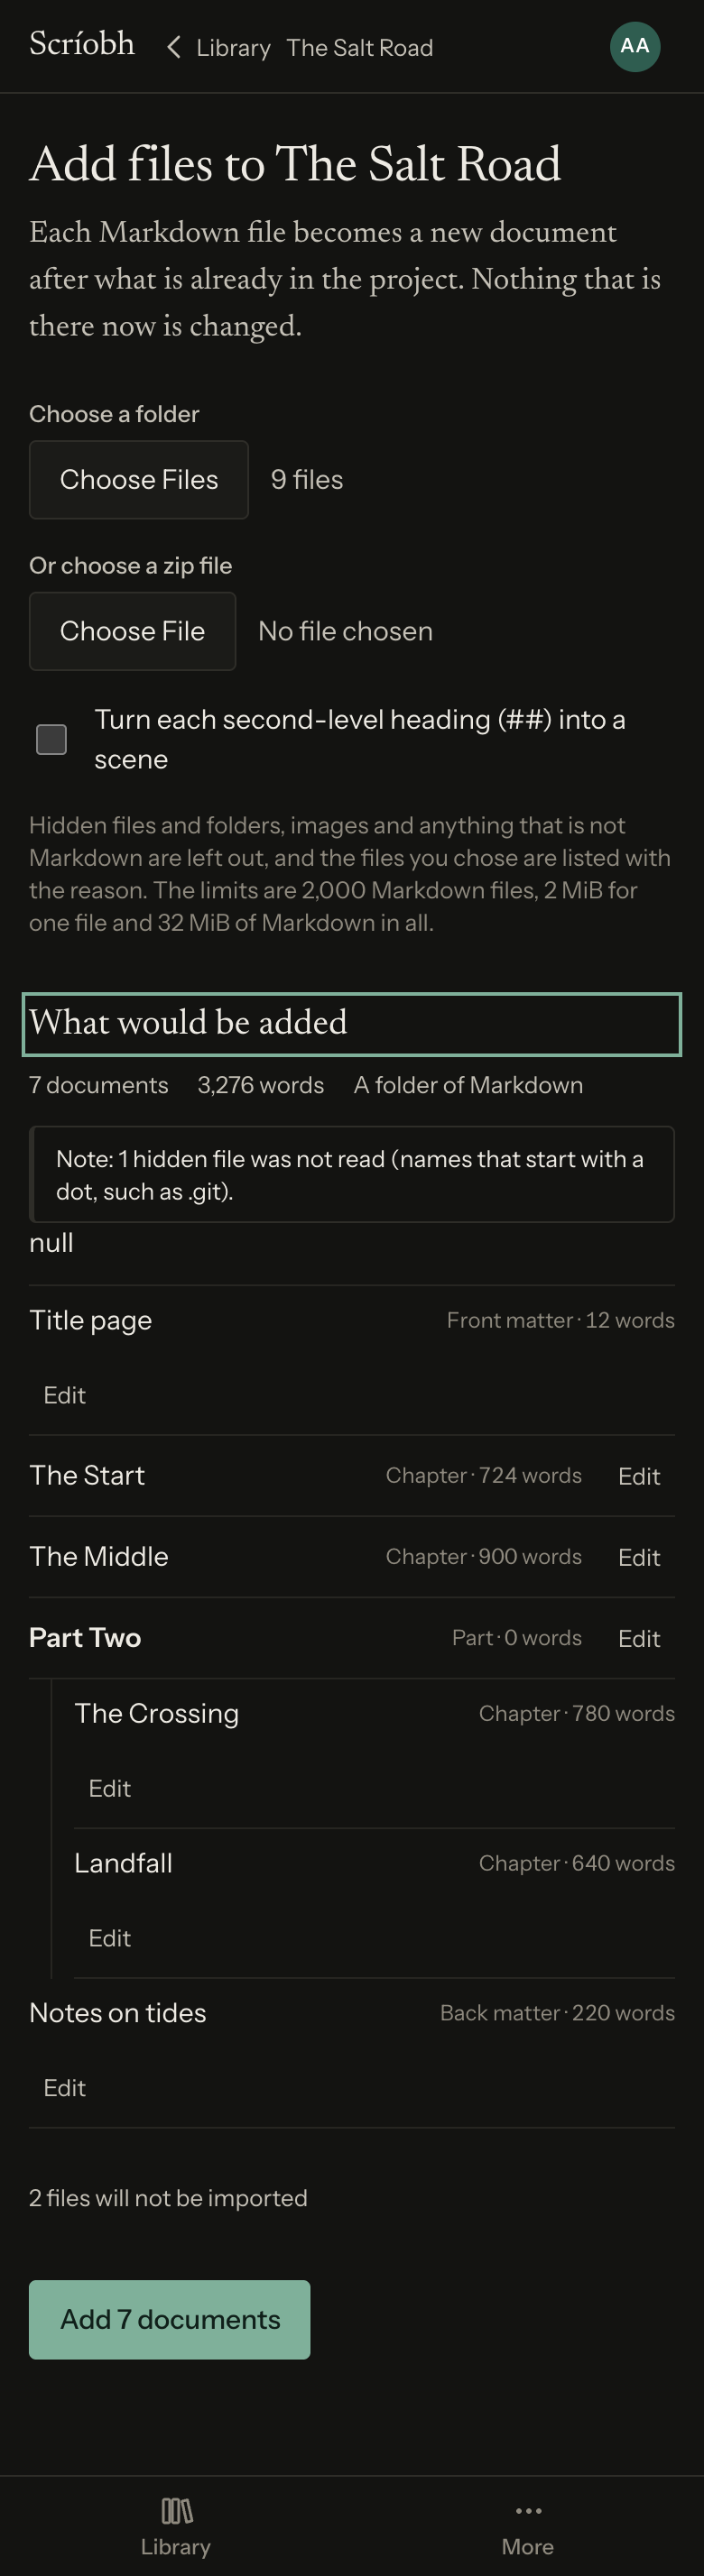 Scríobh
Library The Salt Road
AA
Add files to The Salt Road
Each Markdown file becomes a new document
after what is already in the project. Nothing that is
there now is changed.
Choose a folder
Choose Files 9 files
Or choose a zip file
Choose File No file chosen
Turn each second-level heading (##) into a
scene
Hidden files and folders, images and anything that is not
Markdown are left out, and the files you chose are listed with
the reason. The limits are 2,000 Markdown files, 2 MiB for
one file and 32 MiB of Markdown in all.
What would be added
7 documents 3,276 words A folder of Markdown
Note: 1 hidden file was not read (names that start with a
dot, such as .git).
null
Title page Front matter · 12 words
Edit
The Start Chapter · 724 words Edit
The Middle Chapter · 900 words Edit
Part Two Part · 0 words Edit
The Crossing Chapter · 780 words
Edit
Landfall Chapter · 640 words
Edit
Notes on tides Back matter · 220 words
Edit
2 files will not be imported
Add 7 documents
Library More